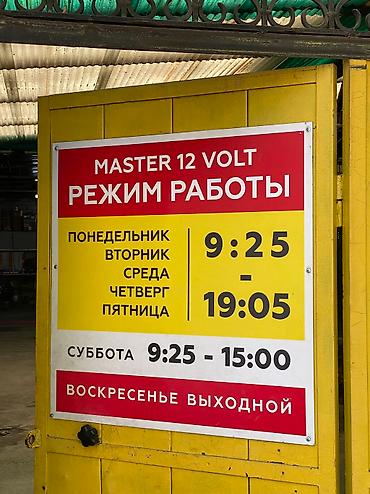 MASTER 12 VOLT
РЕЖИМ РАБОТЫ
ПОНЕДЕЛЬНИК
ВТОРНИК
СРЕДА
ЧЕТВЕРГ
ПЯТНИЦА
9:25
-
19:05
СУББОТА 9:25 - 15:00
ВОСКРЕСЕНЬЕ ВЫХОДНОЙ